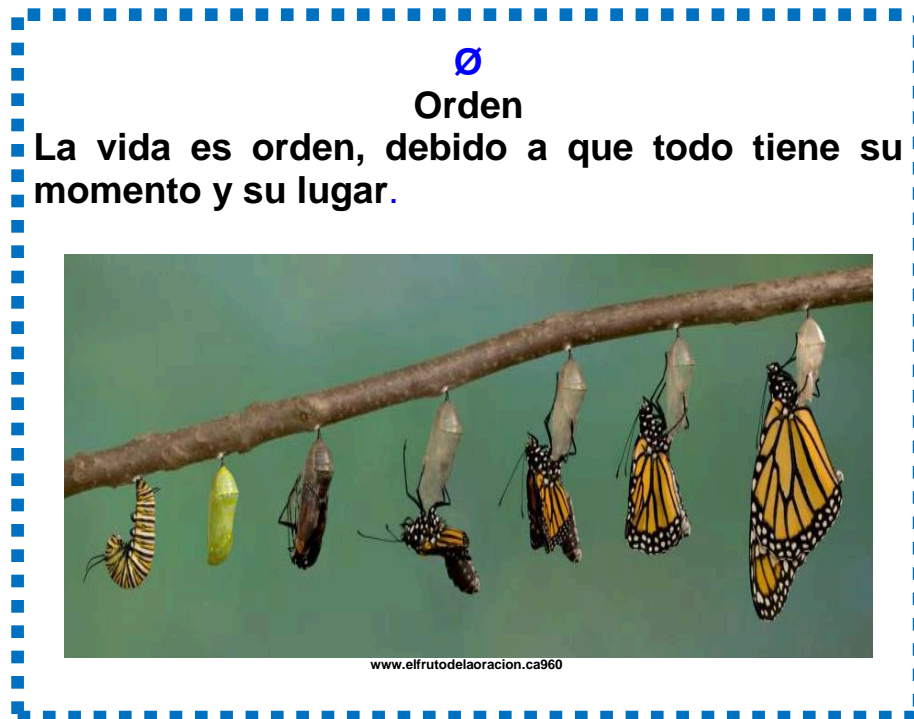 Ø
Orden
La vida es orden, debido a que todo tiene su
momento y su lugar.
www.elfrutodelaoracion.ca960